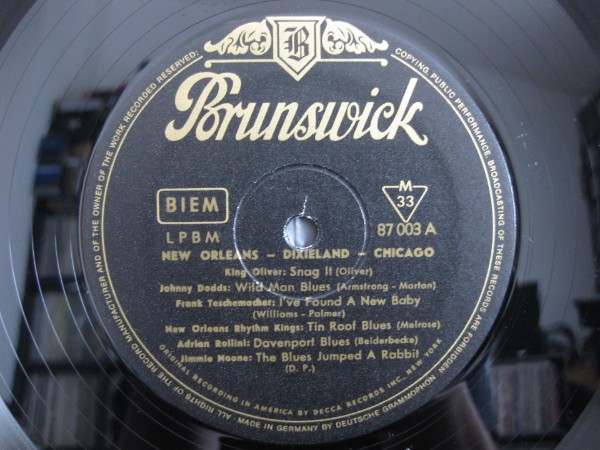 B
Brunswick
BIEM
LPBM
M
33
87 003 A
NEW ORLEANS - DIXIELAND - CHICAGO
King Oliver: Snag It (Oliver)
Johnny Dodds: Wild Man Blues (Armstrong - Morton)
Frank Teschemacher: I've Found A New Baby
(Williams - Palmer)
New Orleans Rhythm Kings: Tin Roof Blues (Melrose)
Adrian Rollini: Davenport Blues (Beiderbecke)
Jimmie Noone: The Blues Jumped A Rabbit
(D. P.)
ORIGINAL RECORDING IN AMERICA BY DECCA RECORDS INC., NEW YORK
ALL RIGHTS OF THE RECORD MANUFACTURER AND OF THE OWNER OF THE WORK RECORDED RESERVED; COPYING, PUBLIC PERFORMANCE, BROADCASTING OF THESE RECORDS ARE FORBIDDEN
· MADE IN GERMANY BY DEUTSCHE GRAMMOPHON